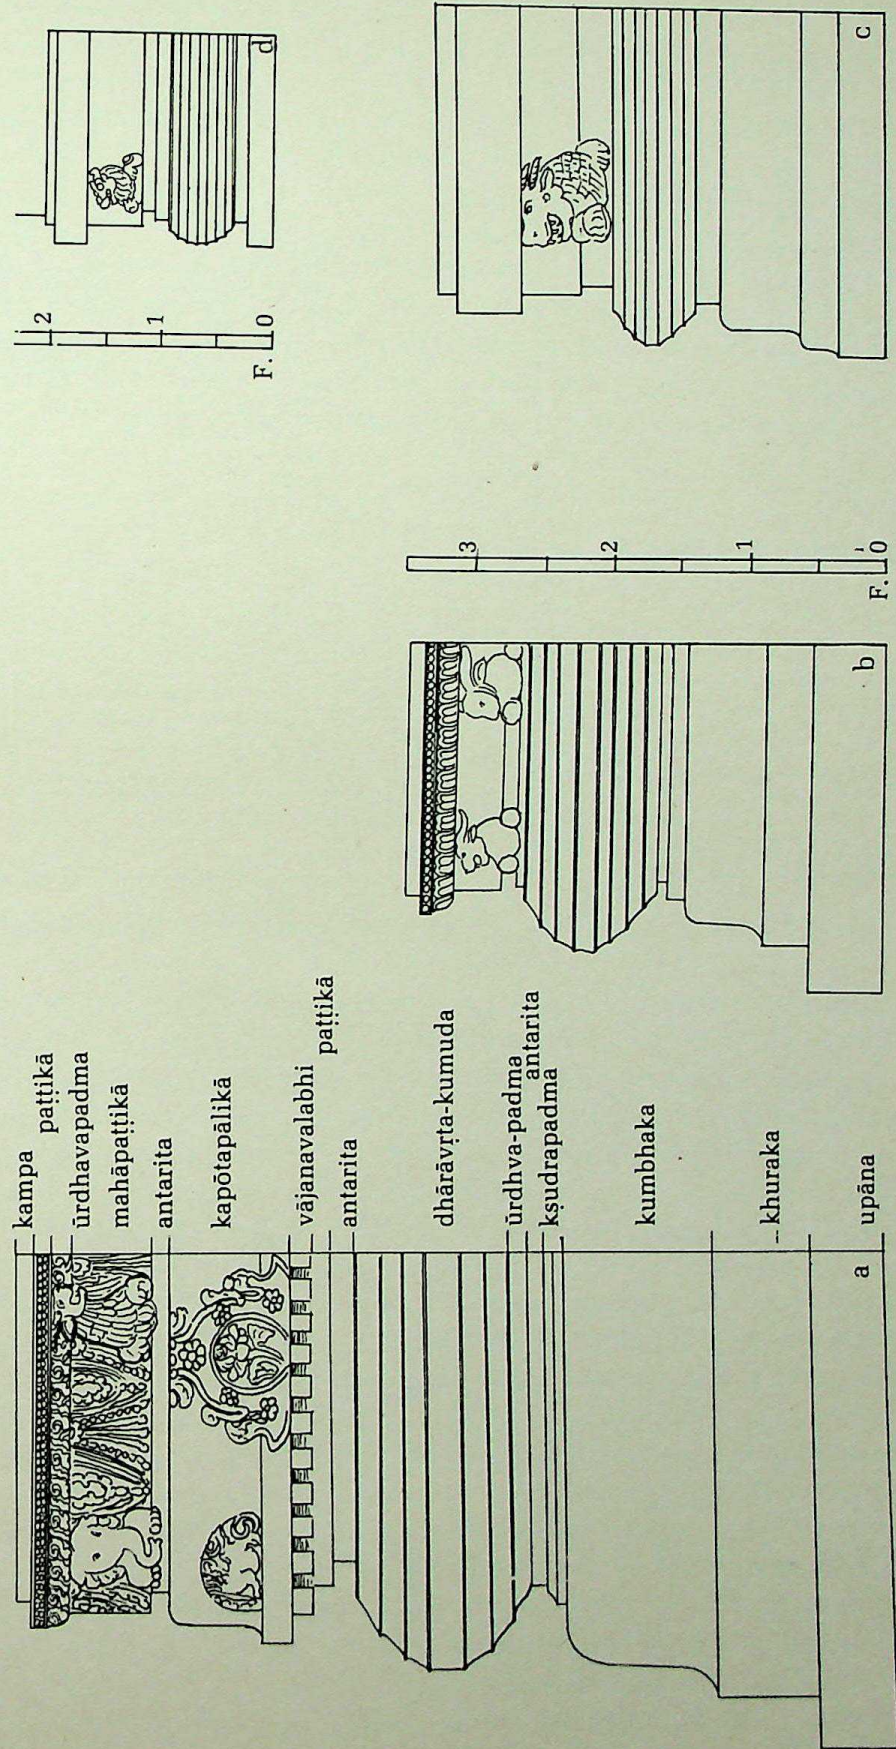 kampa
paṭṭikā
ūrdhavapadma
mahāpaṭṭikā
antarita
kapōtapālikā
vājanavalabhi
paṭṭikā
antarita
dhārāvṛta-kumuda
ūrdhva-padma
antarita
kṣudrapadma
kumbhaka
khuraka
upāna
a
b
F. 0 1 2 3
c
d
F. 0 1 2